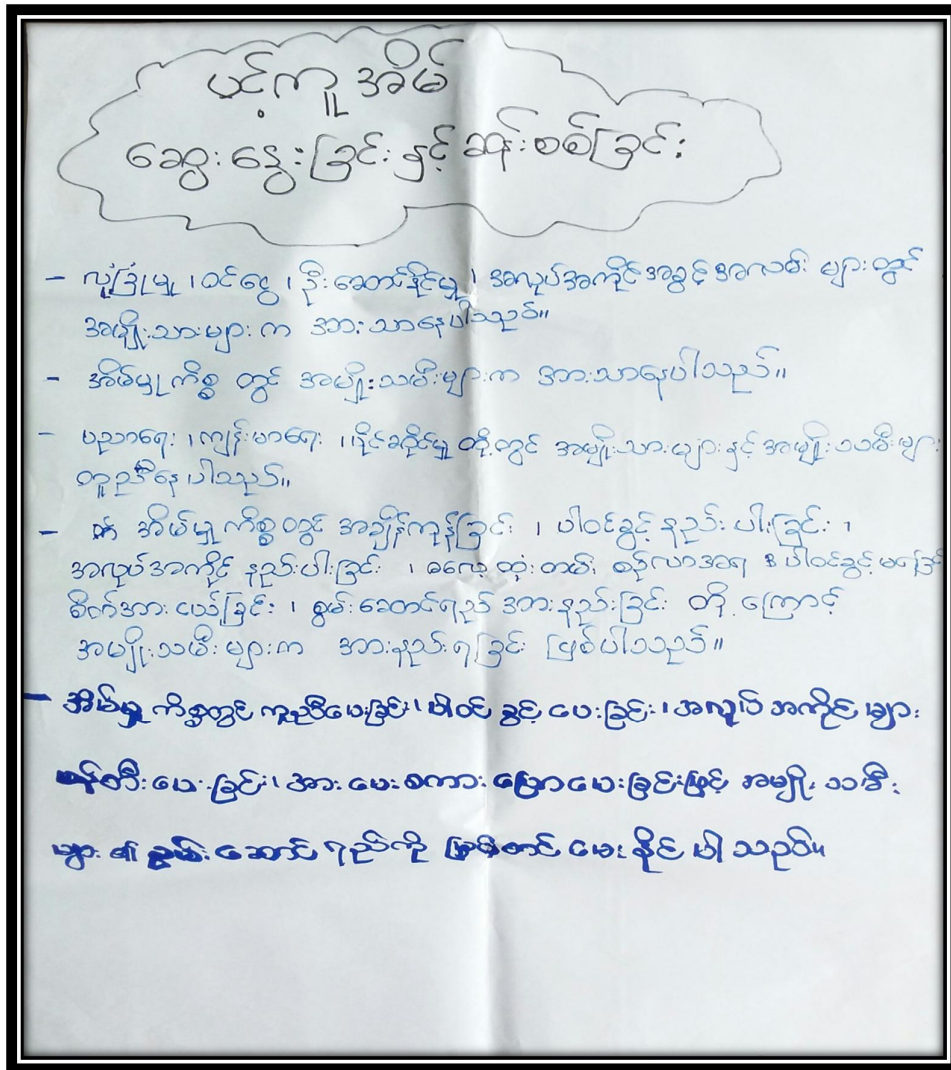 ပင့်ကူအိမ်
ဆွေးနွေးခြင်းနှင့်ဆန်းစစ်ခြင်း
- လုံခြုံမှု၊ ဝင်ငွေ၊ ဦးဆောင်နိုင်မှု၊ အလုပ်အကိုင်အခွင့်အလမ်း များတွင်
အမျိုးသားများ က အားသာနေပါသည်။
- အိမ်မှုကိစ္စ တွင် အမျိုးသမီးများက အားသာနေပါသည်။
- ပညာရေး၊ ကျန်းမာရေး၊ ပိုင်ဆိုင်မှု တို့တွင် အမျိုးသားများ နှင့် အမျိုးသမီးများ
တူညီနေပါသည်။
- အိမ်မှုကိစ္စတွင် အချိန်ကုန်ခြင်း ၊ ပါဝင်ခွင့် နည်းပါးခြင်း ၊
အလုပ်အကိုင် နည်းပါးခြင်း ၊ ဓလေ့ထုံးတမ်း စဉ်လာအရ ပါဝင်ခွင့်
စိတ်အားငယ်ခြင်း ၊ စွမ်းဆောင်ရည် အားနည်းခြင်း တို့ ကြောင့်
အမျိုးသမီးများက အားနည်းရခြင်း ဖြစ်ပါသည်။
- အိမ်မှု ကိစ္စတွင် ကူညီပေးခြင်း၊ ပါဝင် ခွင့် ပေးခြင်း၊ အလုပ် အကိုင် များ
ဖန်တီးပေးခြင်း၊ အားပေးစကား ပြောပေးခြင်းဖြင့် အမျိုးသမီး
များ ၏ စွမ်းဆောင် ရည်ကို မြှင့်တင် ပေးနိုင် ပါ သည်။